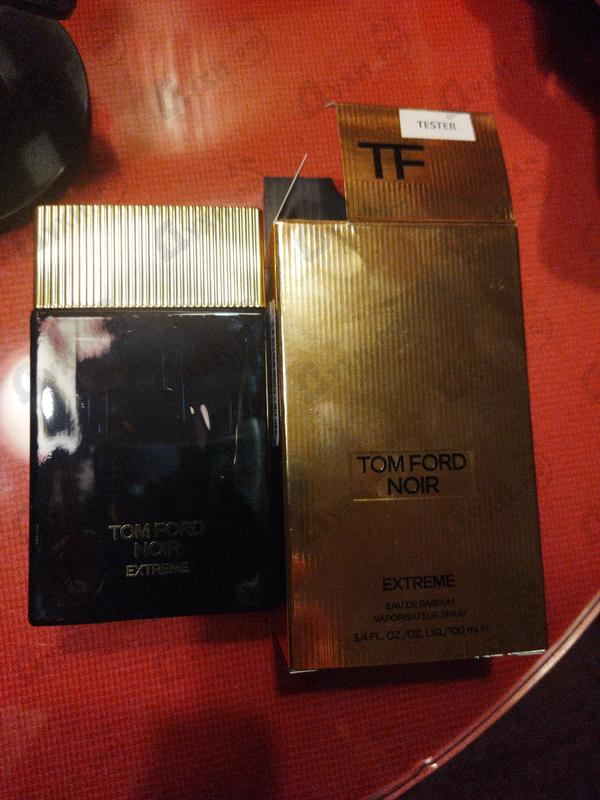 TESTER
TF
TOM FORD
NOIR
EXTREME
EAU DE PARFUM
VAPORISATEUR SPRAY
3.4 FL. OZ./OZ. LIQ./100 ml e
TOM FORD
NOIR
EXTREME